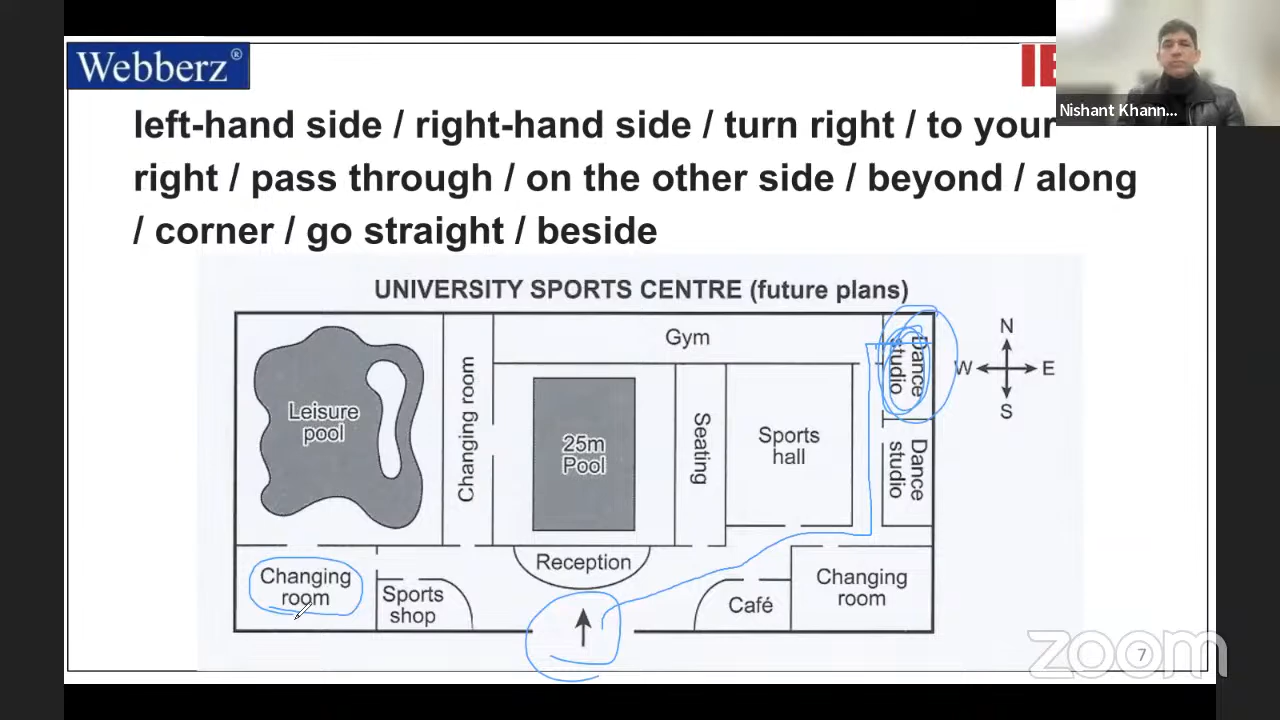 Webberz®
IE
Nishant Khann...
left-hand side / right-hand side / turn right / to your
right / pass through / on the other side / beyond / along
/ corner / go straight / beside
UNIVERSITY SPORTS CENTRE (future plans)
Gym
N
W
E
S
Dance
studio
Leisure
pool
Changing room
25m
Pool
Seating
Sports
hall
Dance
studio
Reception
Changing
room
Sports
shop
Café
Changing
room
zoom
7